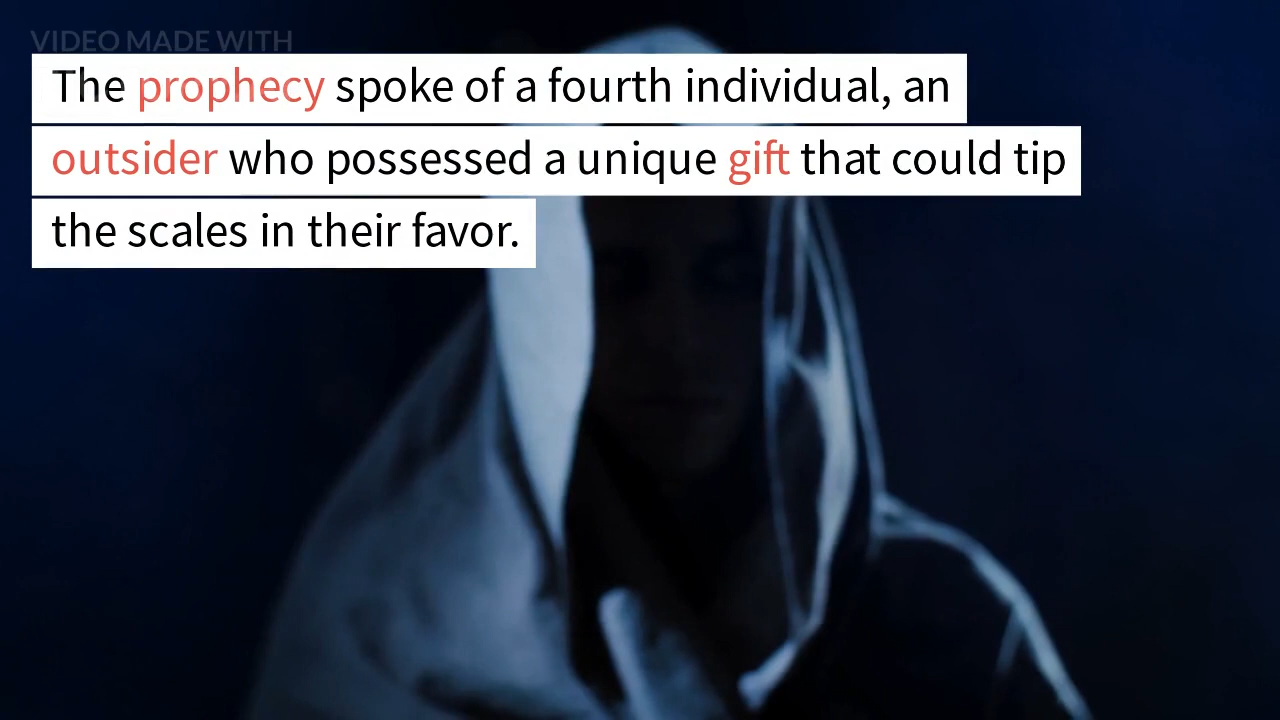 VIDEO MADE WITH
The prophecy spoke of a fourth individual, an
outsider who possessed a unique gift that could tip
the scales in their favor.